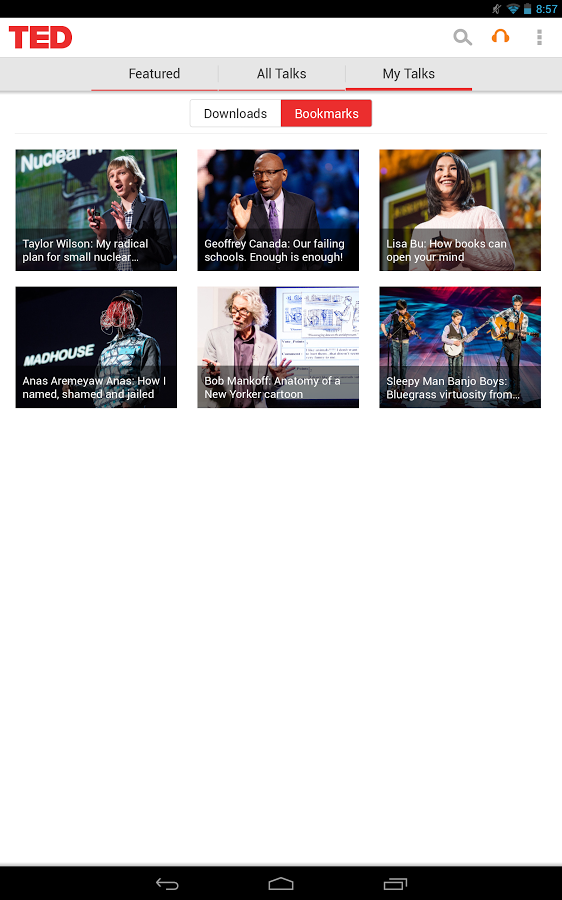 8:57
TED
Featured
All Talks
My Talks
Downloads
Bookmarks
Nuclear
Taylor Wilson: My radical
plan for small nuclear…
Geoffrey Canada: Our failing
schools. Enough is enough!
Lisa Bu: How books can
open your mind
MADHOUSE
Anas Aremeyaw Anas: How I
named, shamed and jailed
Bob Mankoff: Anatomy of a
New Yorker cartoon
Sleepy Man Banjo Boys:
Bluegrass virtuosity from…